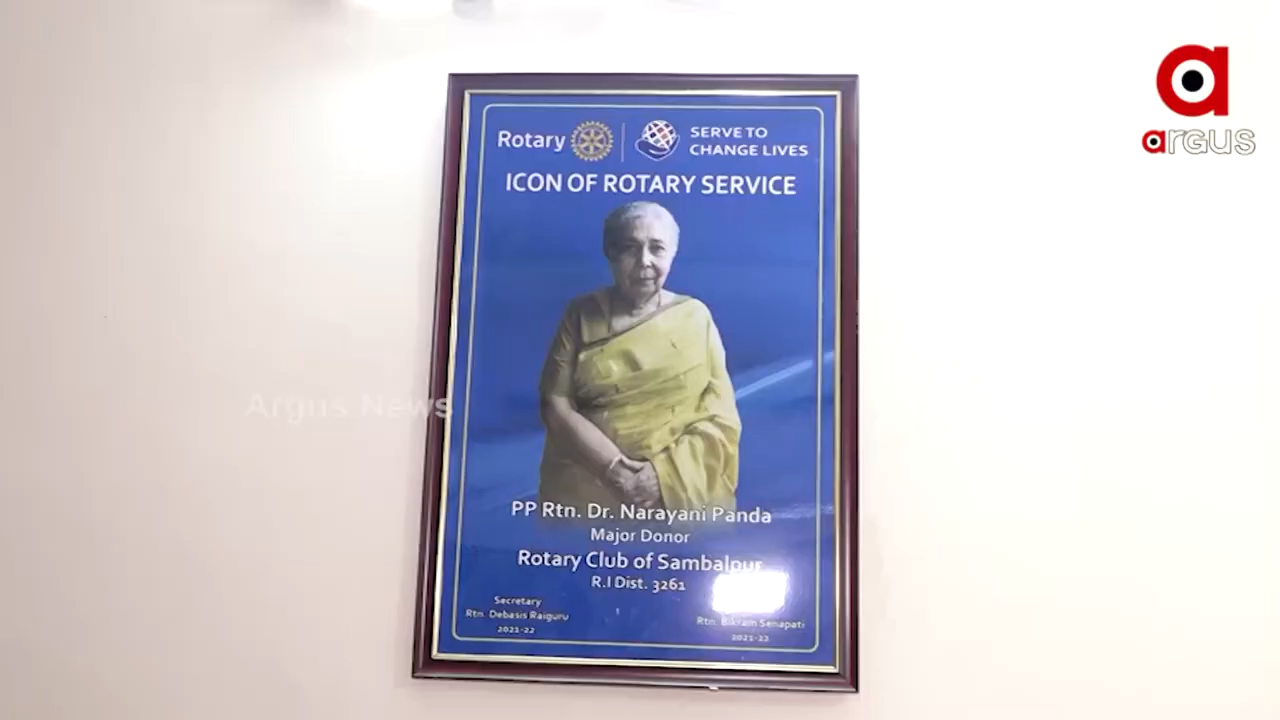 Rotary
SERVE TO
CHANGE LIVES
ICON OF ROTARY SERVICE
PP Rtn. Dr. Narayani Panda
Major Donor
Rotary Club of Sambalpur
R.I Dist. 3261
Secretary
Rtn. Debasis Raiguru
2021-22
Rtn. Bikram Senapati
2021-22
argus
Argus News